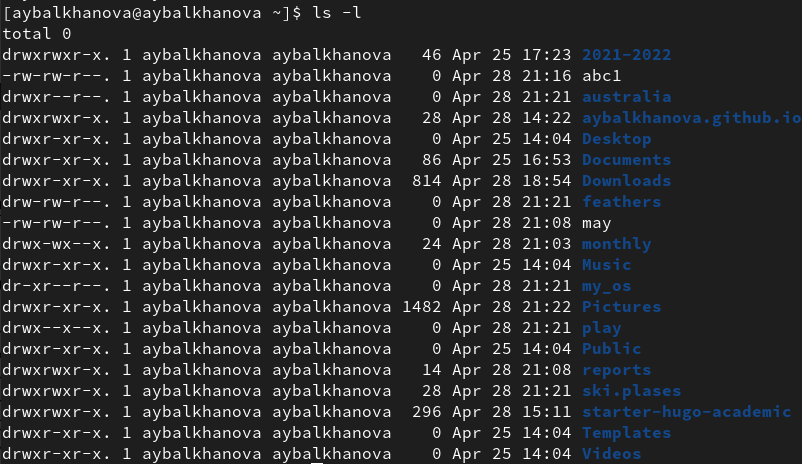 [aybalkhanova@aybalkhanova ~]$ ls -l
total 0
drwxrwxr-x. 1 aybalkhanova aybalkhanova   46 Apr 25 17:23 2021-2022
-rw-rw-r--. 1 aybalkhanova aybalkhanova    0 Apr 28 21:16 abc1
drwxr--r--. 1 aybalkhanova aybalkhanova    0 Apr 28 21:21 australia
drwxrwxr-x. 1 aybalkhanova aybalkhanova   28 Apr 28 14:22 aybalkhanova.github.io
drwxr-xr-x. 1 aybalkhanova aybalkhanova    0 Apr 25 14:04 Desktop
drwxr-xr-x. 1 aybalkhanova aybalkhanova   86 Apr 25 16:53 Documents
drwxr-xr-x. 1 aybalkhanova aybalkhanova  814 Apr 28 18:54 Downloads
drw-rw-r--. 1 aybalkhanova aybalkhanova    0 Apr 28 21:21 feathers
-rw-rw-r--. 1 aybalkhanova aybalkhanova    0 Apr 28 21:08 may
drwx-wx--x. 1 aybalkhanova aybalkhanova   24 Apr 28 21:03 monthly
drwxr-xr-x. 1 aybalkhanova aybalkhanova    0 Apr 25 14:04 Music
dr-xr--r--. 1 aybalkhanova aybalkhanova    0 Apr 28 21:21 my_os
drwxr-xr-x. 1 aybalkhanova aybalkhanova 1482 Apr 28 21:22 Pictures
drwx--x--x. 1 aybalkhanova aybalkhanova    0 Apr 28 21:21 play
drwxr-xr-x. 1 aybalkhanova aybalkhanova    0 Apr 25 14:04 Public
drwxrwxr-x. 1 aybalkhanova aybalkhanova   14 Apr 28 21:08 reports
drwxrwxr-x. 1 aybalkhanova aybalkhanova   28 Apr 28 21:21 ski.plases
drwxrwxr-x. 1 aybalkhanova aybalkhanova  296 Apr 28 15:11 starter-hugo-academic
drwxr-xr-x. 1 aybalkhanova aybalkhanova    0 Apr 25 14:04 Templates
drwxr-xr-x. 1 aybalkhanova aybalkhanova    0 Apr 25 14:04 Videos